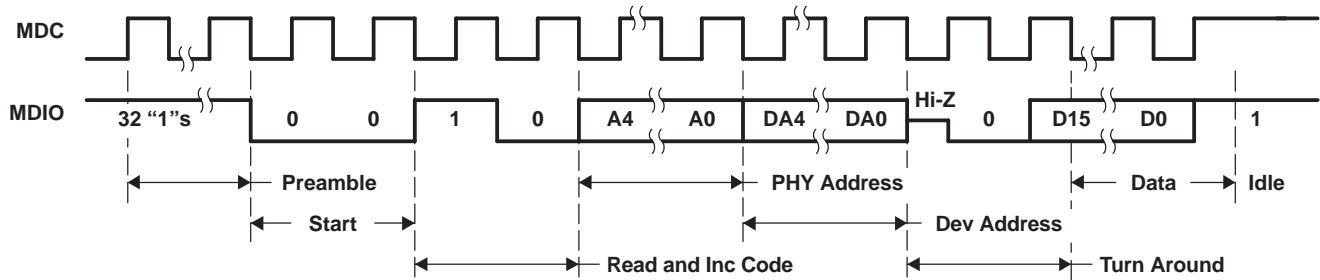 MDC
MDIO
32 “1”s 0 0 1 0 A4 A0 DA4 DA0 Hi-Z 0 D15 D0 1
Preamble PHY Address Data Idle
Start Dev Address
Read and Inc Code Turn Around